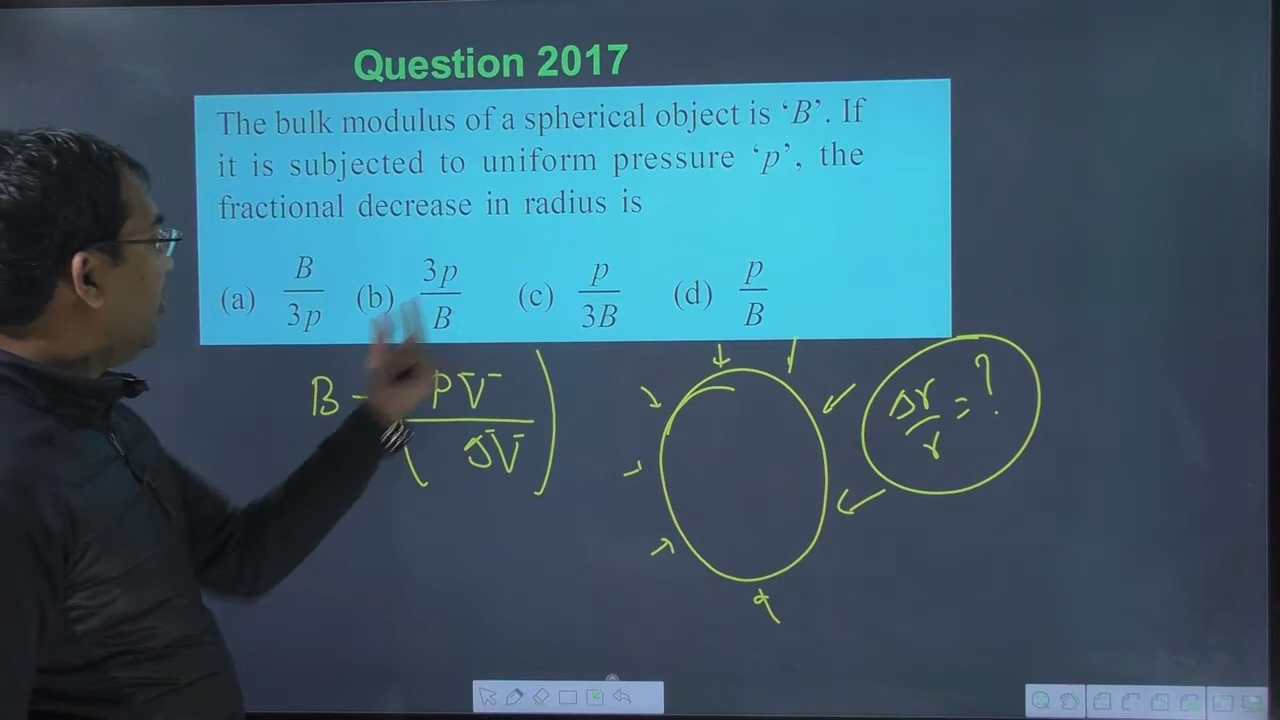 Question 2017
The bulk modulus of a spherical object is ‘B’. If
it is subjected to uniform pressure ‘p’, the
fractional decrease in radius is
(a) B/3p (b) 3p/B (c) p/3B (d) p/B
B = (PV/ΔV)
Δr/r = ?